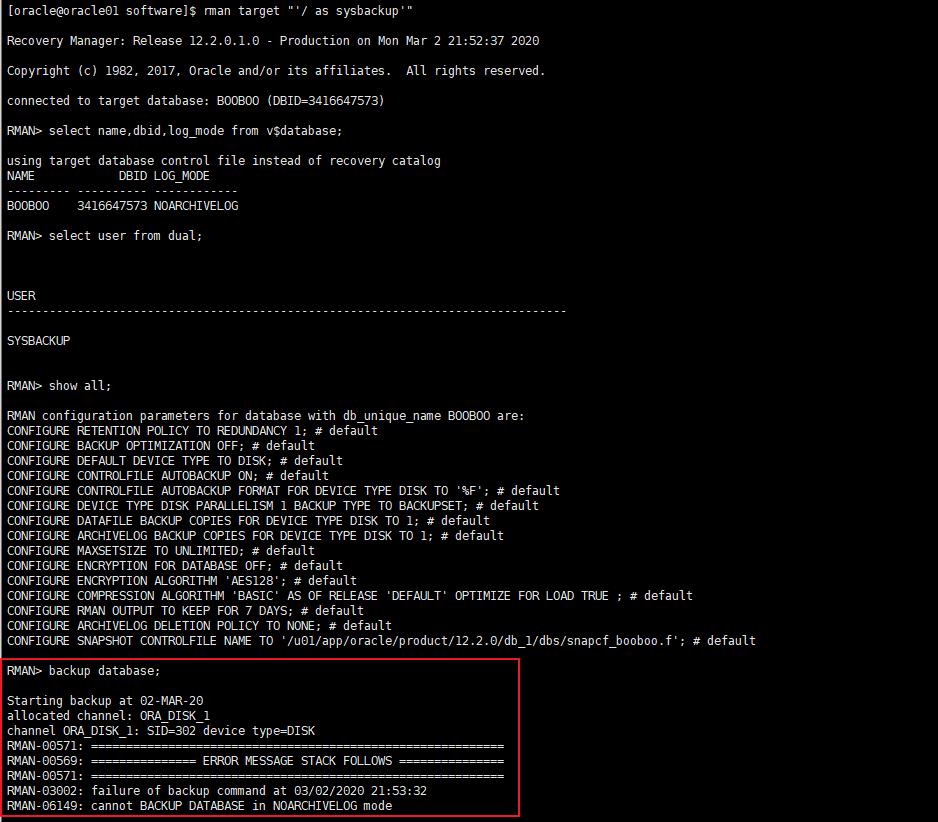 [oracle@oracle01 software]$ rman target "'/ as sysbackup'"
Recovery Manager: Release 12.2.0.1.0 - Production on Mon Mar 2 21:52:37 2020
Copyright (c) 1982, 2017, Oracle and/or its affiliates.  All rights reserved.
connected to target database: BOOBOO (DBID=3416647573)
RMAN> select name,dbid,log_mode from v$database;
using target database control file instead of recovery catalog
NAME            DBID LOG_MODE
--------- ---------- ------------
BOOBOO    3416647573 NOARCHIVELOG
RMAN> select user from dual;
USER
--------------------------------------------------------------------------------
SYSBACKUP
RMAN> show all;
RMAN configuration parameters for database with db_unique_name BOOBOO are:
CONFIGURE RETENTION POLICY TO REDUNDANCY 1; # default
CONFIGURE BACKUP OPTIMIZATION OFF; # default
CONFIGURE DEFAULT DEVICE TYPE TO DISK; # default
CONFIGURE CONTROLFILE AUTOBACKUP ON; # default
CONFIGURE CONTROLFILE AUTOBACKUP FORMAT FOR DEVICE TYPE DISK TO '%F'; # default
CONFIGURE DEVICE TYPE DISK PARALLELISM 1 BACKUP TYPE TO BACKUPSET; # default
CONFIGURE DATAFILE BACKUP COPIES FOR DEVICE TYPE DISK TO 1; # default
CONFIGURE ARCHIVELOG BACKUP COPIES FOR DEVICE TYPE DISK TO 1; # default
CONFIGURE MAXSETSIZE TO UNLIMITED; # default
CONFIGURE ENCRYPTION FOR DATABASE OFF; # default
CONFIGURE ENCRYPTION ALGORITHM 'AES128'; # default
CONFIGURE COMPRESSION ALGORITHM 'BASIC' AS OF RELEASE 'DEFAULT' OPTIMIZE FOR LOAD TRUE ; # default
CONFIGURE RMAN OUTPUT TO KEEP FOR 7 DAYS; # default
CONFIGURE ARCHIVELOG DELETION POLICY TO NONE; # default
CONFIGURE SNAPSHOT CONTROLFILE NAME TO '/u01/app/oracle/product/12.2.0/db_1/dbs/snapcf_booboo.f'; # default
RMAN> backup database;
Starting backup at 02-MAR-20
allocated channel: ORA_DISK_1
channel ORA_DISK_1: SID=302 device type=DISK
RMAN-00571: ===========================================================
RMAN-00569: =============== ERROR MESSAGE STACK FOLLOWS ===============
RMAN-00571: ===========================================================
RMAN-03002: failure of backup command at 03/02/2020 21:53:32
RMAN-06149: cannot BACKUP DATABASE in NOARCHIVELOG mode